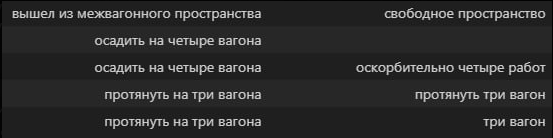 вышел из межвагонного пространства свободное пространство
осадить на четыре вагона
осадить на четыре вагона оскорбительно четыре работ
протянуть на три вагона протянуть три вагон
протянуть на три вагона три вагон